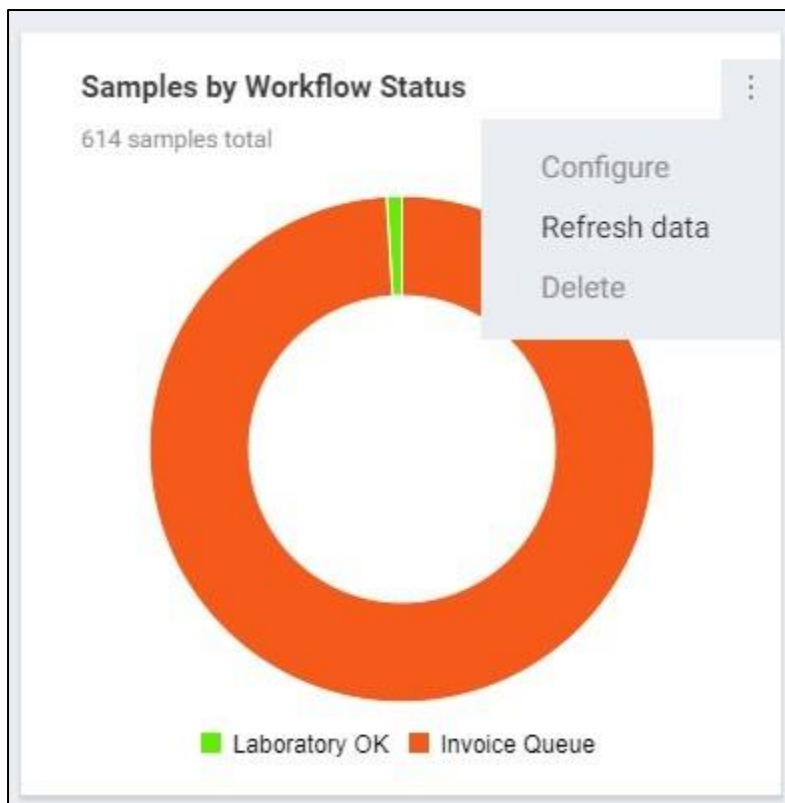 Samples by Workflow Status
614 samples total
Configure
Refresh data
Delete
Laboratory OK Invoice Queue